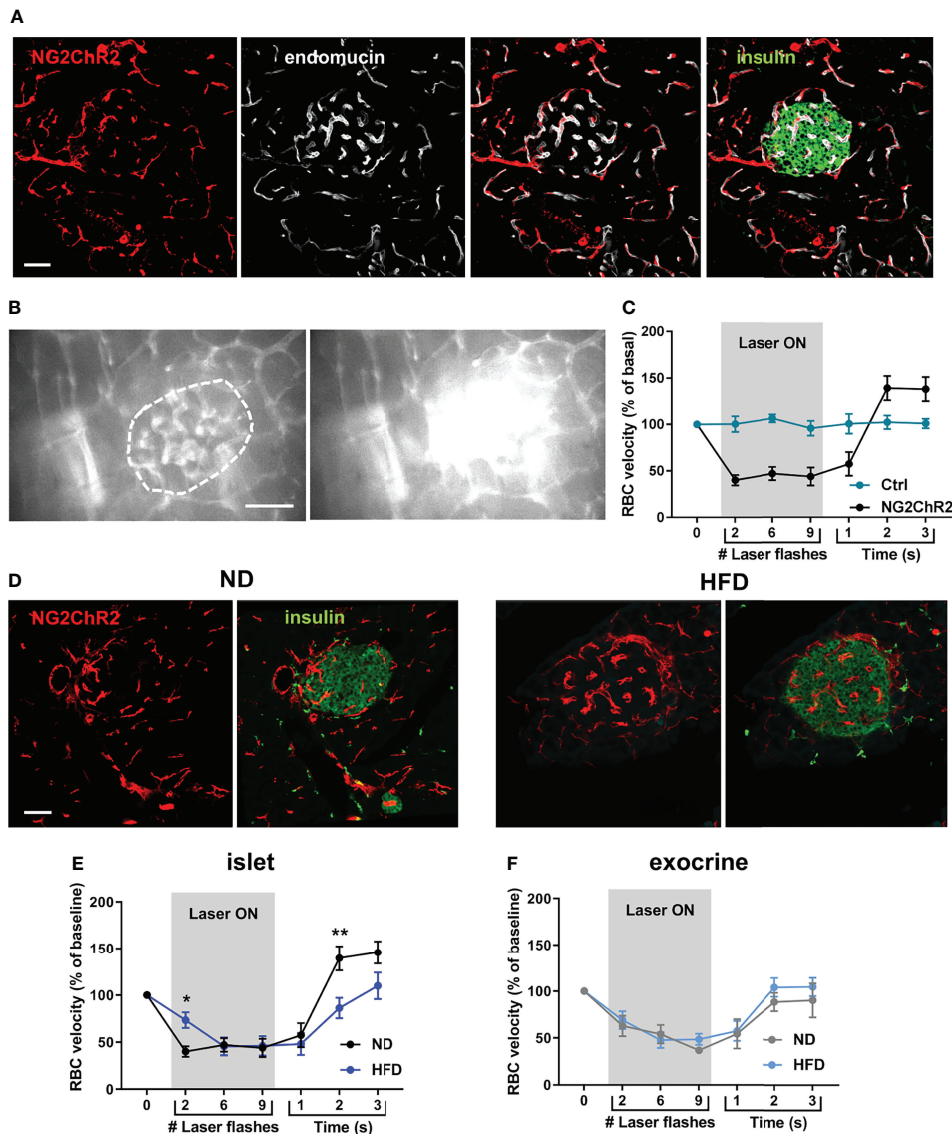 A
NG2ChR2
endomucin
insulin
B
C
RBC velocity (% of basal)
200
150
100
50
0
Laser ON
Ctrl
NG2ChR2
0 2 6 9 1 2 3
# Laser flashes
Time (s)
D
ND
HFD
NG2ChR2
insulin
E
islet
RBC velocity (% of baseline)
200
150
100
50
0
Laser ON
*
**
ND
HFD
0 2 6 9 1 2 3
# Laser flashes
Time (s)
F
exocrine
RBC velocity (% of baseline)
200
150
100
50
0
Laser ON
ND
HFD
0 2 6 9 1 2 3
# Laser flashes
Time (s)